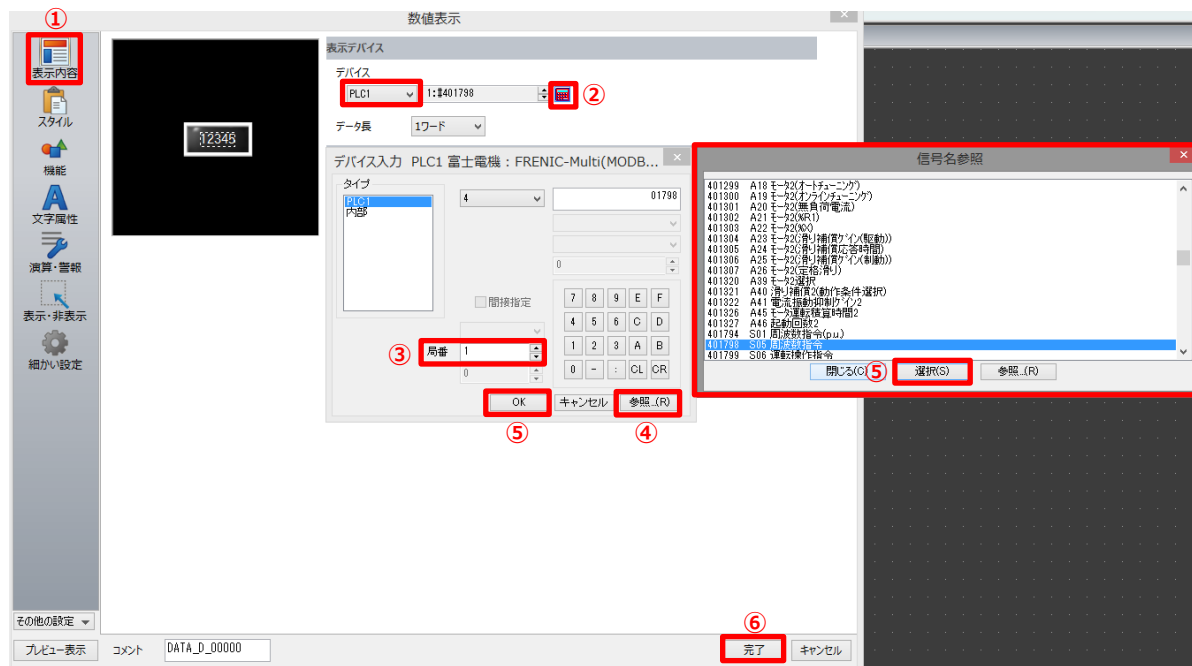 ①
数値表示
表示内容
スタイル
機能
文字属性
演算・警報
表示・非表示
細かい設定
その他の設定
12345
表示デバイス
デバイス
PLC1
1:#401798
②
データ長
1ワード
デバイス入力 PLC1 富士電機：FRENIC-Multi(MODB...
タイプ
PLC1
内部
4
01798
0
間接指定
7 8 9 E F
4 5 6 C D
1 2 3 A B
0 - : CL CR
③
局番
1
0
OK
キャンセル
参照..(R)
⑤
④
信号名参照
401299 A18 モータ2(オートチューニング)
401300 A19 モータ2(オンラインチューニング)
401301 A20 モータ2(無負荷電流)
401302 A21 モータ2(%R1)
401303 A22 モータ2(%X)
401304 A23 モータ2(滑り補償ゲイン(駆動))
401305 A24 モータ2(滑り補償応答時間)
401306 A25 モータ2(滑り補償ゲイン(制動))
401307 A26 モータ2(定格滑り)
401320 A39 モータ2選択
401321 A40 滑り補償2(動作条件選択)
401322 A41 電流振動抑制ゲイン2
401326 A45 モータ運転積算時間2
401327 A46 起動回数2
401794 S01 周波数指令(p.u.)
401798 S05 周波数指令
401799 S06 運転操作指令
閉じる(C)
⑤
選択(S)
参照..(R)
⑥
プレビュー表示
コメント
DATA_D_00000
完了
キャンセル